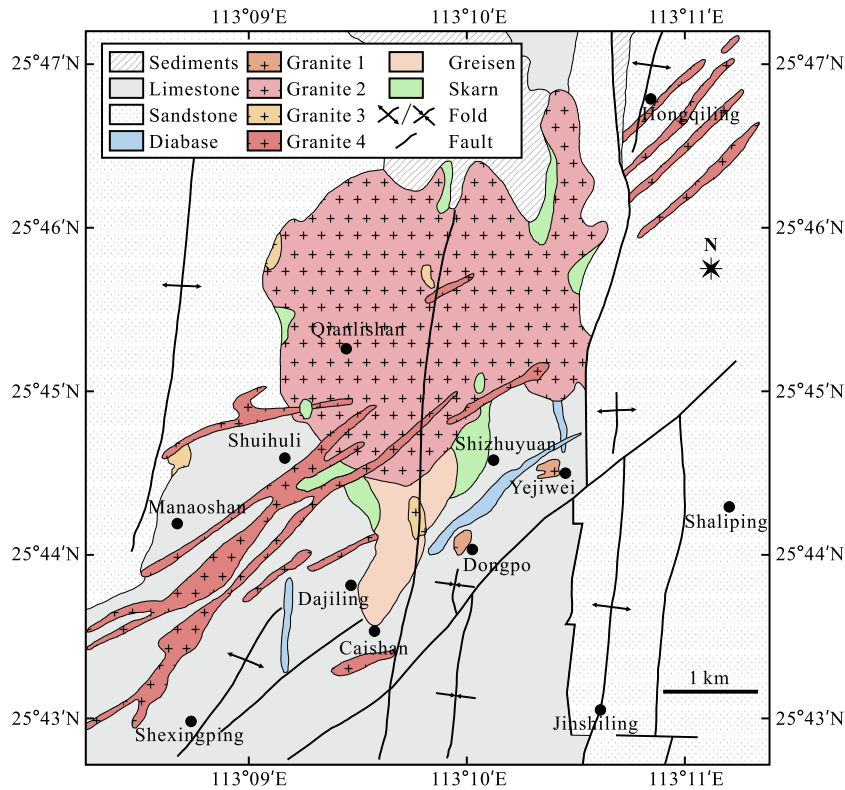 113°09′E 113°10′E 113°11′E
25°47′N 25°47′N
Sediments Granite 1 Greisen
Limestone Granite 2 Skarn
Sandstone Granite 3 Fold
Diabase Granite 4 Fault
Hongqiling
25°46′N 25°46′N
N
Qianlishan
25°45′N 25°45′N
Shuihuli Shizhuyuan
Yejiwei
Manaoshan Shaliping
25°44′N 25°44′N
Dongpo
Dajiling
Caishan
1 km
25°43′N 25°43′N
Shexingping Jinshiling
113°09′E 113°10′E 113°11′E